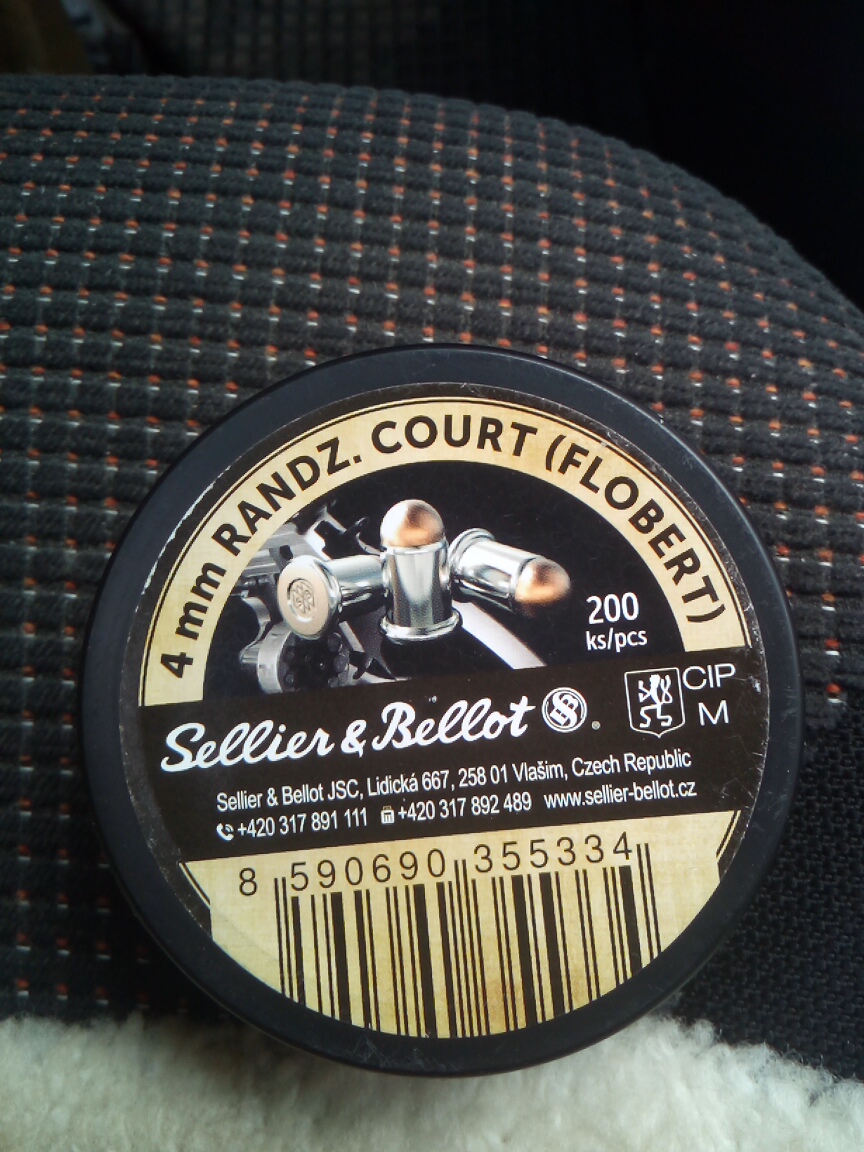 4 mm RANDZ. COURT (FLOBERT)
200
ks/pcs
Sellier & Bellot
CIP
M
Sellier & Bellot JSC, Lidická 667, 258 01 Vlašim, Czech Republic
+420 317 891 111 +420 317 892 489 www.sellier-bellot.cz
8 590690 355334